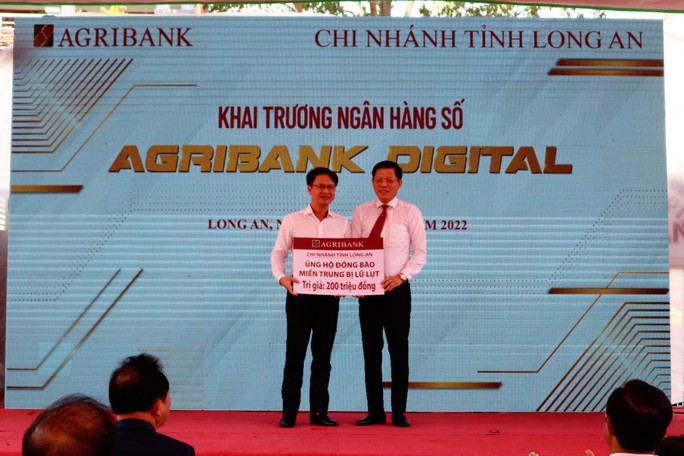 AGRIBANK
CHI NHÁNH TỈNH LONG AN
KHAI TRƯƠNG NGÂN HÀNG SỐ
AGRIBANK DIGITAL
LONG AN, 2022
AGRIBANK
CHI NHÁNH TỈNH LONG AN
ỦNG HỘ ĐỒNG BÀO
MIỀN TRUNG BỊ LŨ LỤT
Trị giá: 200 triệu đồng